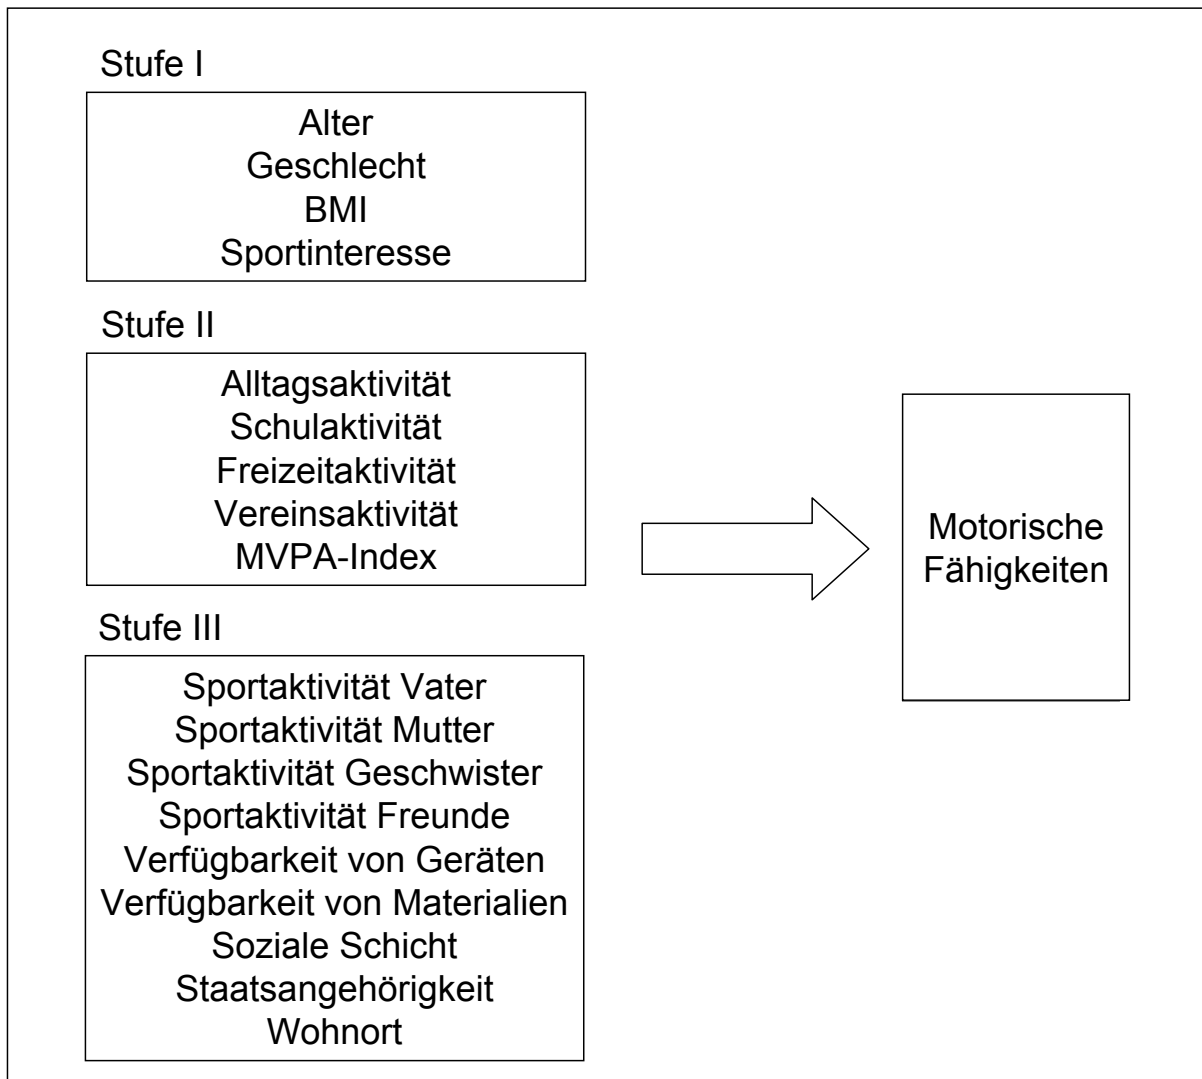 Stufe I
Alter
Geschlecht
BMI
Sportinteresse
Stufe II
Alltagsaktivität
Schulaktivität
Freizeitaktivität
Vereinsaktivität
MVPA-Index
Stufe III
Sportaktivität Vater
Sportaktivität Mutter
Sportaktivität Geschwister
Sportaktivität Freunde
Verfügbarkeit von Geräten
Verfügbarkeit von Materialien
Soziale Schicht
Staatsangehörigkeit
Wohnort
Motorische
Fähigkeiten